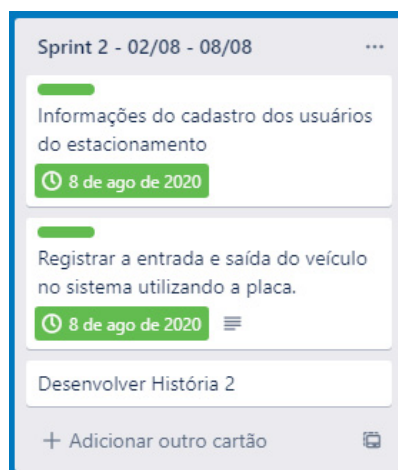 Sprint 2 - 02/08 - 08/08
Informações do cadastro dos usuários
do estacionamento
8 de ago de 2020
Registrar a entrada e saída do veículo
no sistema utilizando a placa.
8 de ago de 2020
Desenvolver História 2
+ Adicionar outro cartão